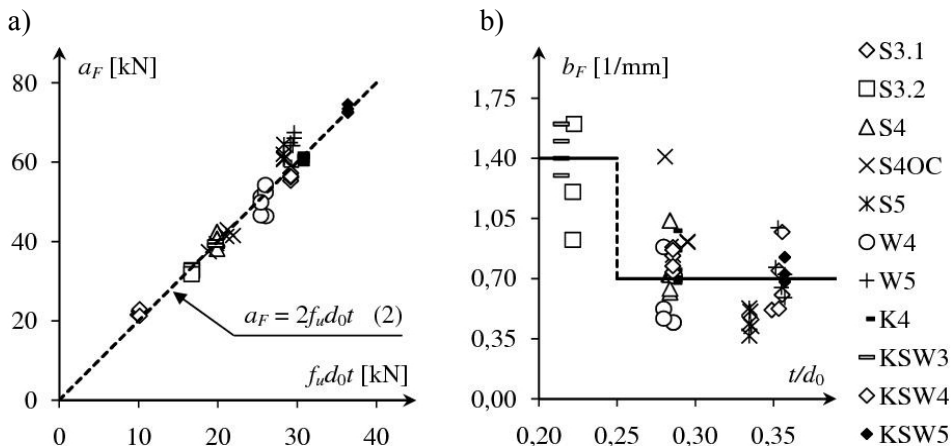 a)
a_F [kN]
80
60
40
20
0
0 10 20 30 40
a_F = 2f_ud_0t (2)
f_ud_0t [kN]
b)
b_F [1/mm]
1,75
1,40
1,05
0,70
0,35
0,00
0,20 0,25 0,30 0,35
t/d_0
S3.1
S3.2
S4
S4OC
S5
W4
W5
K4
KSW3
KSW4
KSW5